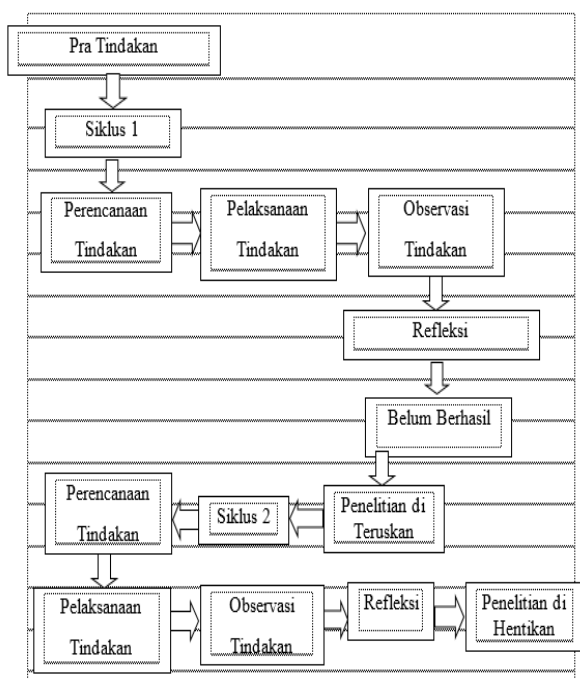 Pra Tindakan
Siklus 1
Perencanaan
Tindakan
Pelaksanaan
Tindakan
Observasi
Tindakan
Refleksi
Belum Berhasil
Penelitian di
Teruskan
Siklus 2
Perencanaan
Tindakan
Pelaksanaan
Tindakan
Observasi
Tindakan
Refleksi
Penelitian di
Hentikan